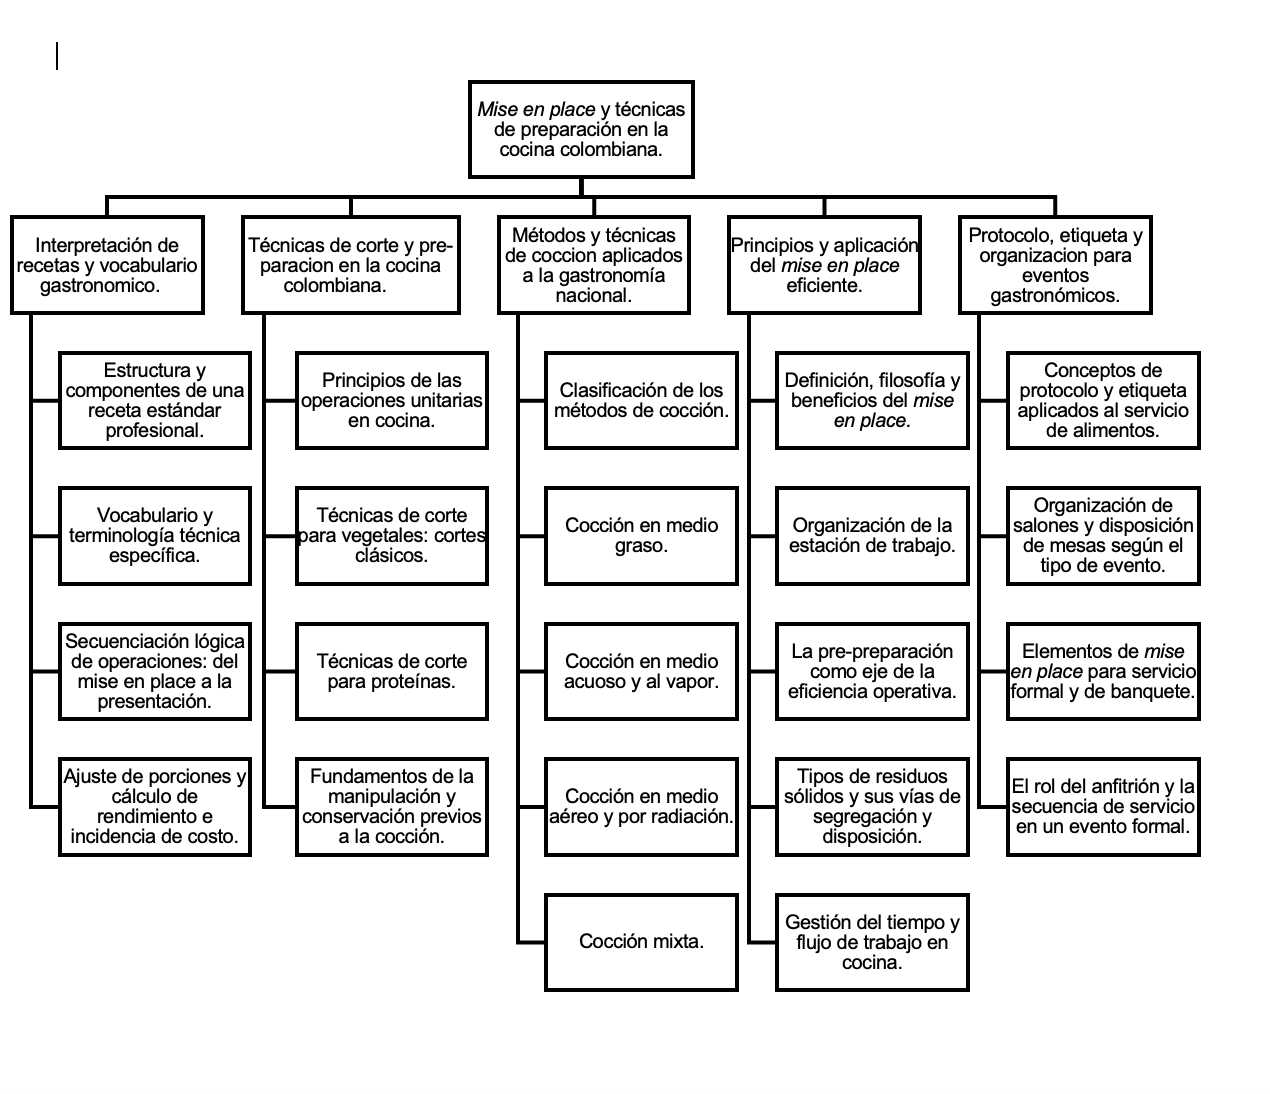 Mise en place y técnicas
de preparación en la
cocina colombiana.
Interpretación de
recetas y vocabulario
gastronomico.
Estructura y
componentes de una
receta estándar
profesional.
Vocabulario y
terminología técnica
específica.
Secuenciación lógica
de operaciones: del
mise en place a la
presentación.
Ajuste de porciones y
cálculo de
rendimiento e
incidencia de costo.
Técnicas de corte y pre-
paracion en la cocina
colombiana.
Principios de las
operaciones unitarias
en cocina.
Técnicas de corte
para vegetales: cortes
clásicos.
Técnicas de corte
para proteínas.
Fundamentos de la
manipulación y
conservación previos
a la cocción.
Métodos y técnicas
de coccion aplicados
a la gastronomía
nacional.
Clasificación de los
métodos de cocción.
Cocción en medio
graso.
Cocción en medio
acuoso y al vapor.
Cocción en medio
aéreo y por radiación.
Cocción mixta.
Principios y aplicación
del mise en place
eficiente.
Definición, filosofía y
beneficios del mise
en place.
Organización de la
estación de trabajo.
La pre-preparación
como eje de la
eficiencia operativa.
Tipos de residuos
sólidos y sus vías de
segregación y
disposición.
Gestión del tiempo y
flujo de trabajo en
cocina.
Protocolo, etiqueta y
organizacion para
eventos
gastronómicos.
Conceptos de
protocolo y etiqueta
aplicados al servicio
de alimentos.
Organización de
salones y disposición
de mesas según el
tipo de evento.
Elementos de mise
en place para servicio
formal y de banquete.
El rol del anfitrión y la
secuencia de servicio
en un evento formal.